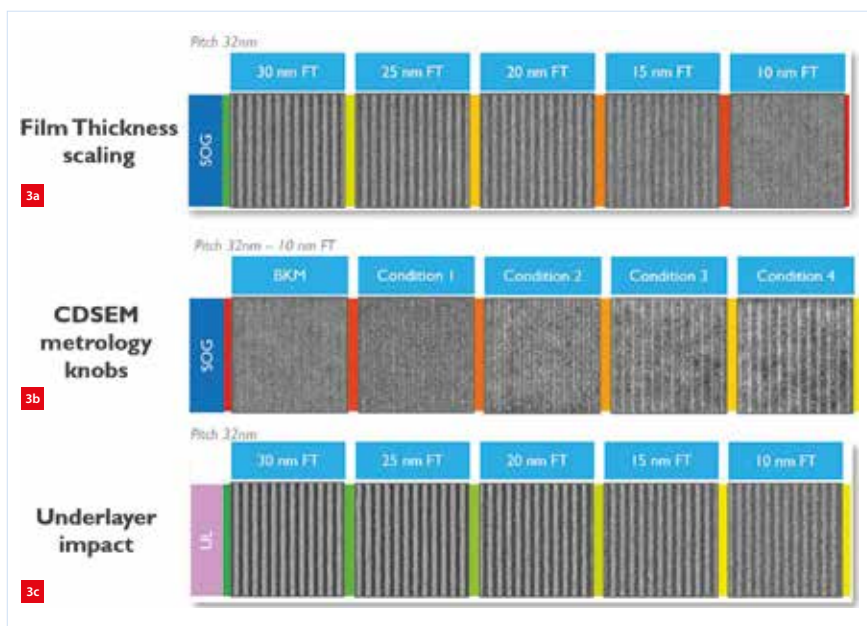 Pitch 32nm
30 nm FT 25 nm FT 20 nm FT 15 nm FT 10 nm FT
Film Thickness
scaling
SOG
3a
Pitch 32nm – 10 nm FT
BKM Condition 1 Condition 2 Condition 3 Condition 4
CDSEM
metrology
knobs
SOG
3b
Pitch 32nm
30 nm FT 25 nm FT 20 nm FT 15 nm FT 10 nm FT
Underlayer
impact
UL
3c